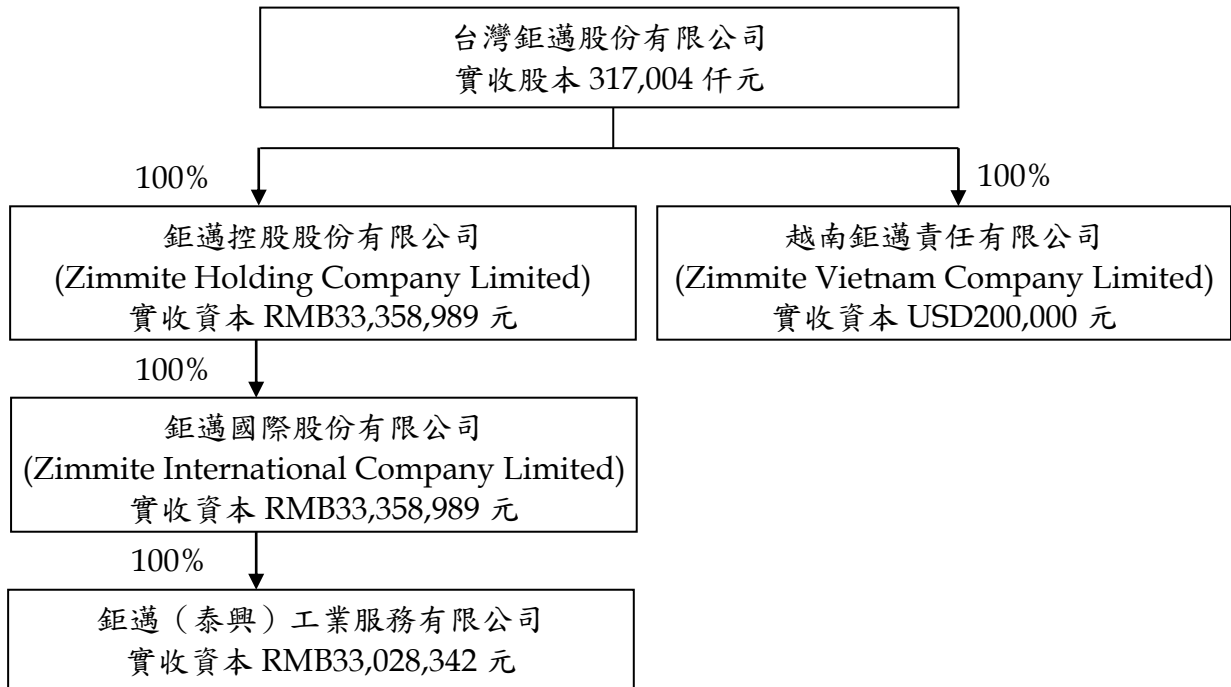 台灣鉅邁股份有限公司
實收股本 317,004 仟元
100%
100%
鉅邁控股股份有限公司
(Zimmite Holding Company Limited)
實收資本 RMB33,358,989 元
越南鉅邁責任有限公司
(Zimmite Vietnam Company Limited)
實收資本 USD200,000 元
100%
鉅邁國際股份有限公司
(Zimmite International Company Limited)
實收資本 RMB33,358,989 元
100%
鉅邁（泰興）工業服務有限公司
實收資本 RMB33,028,342 元